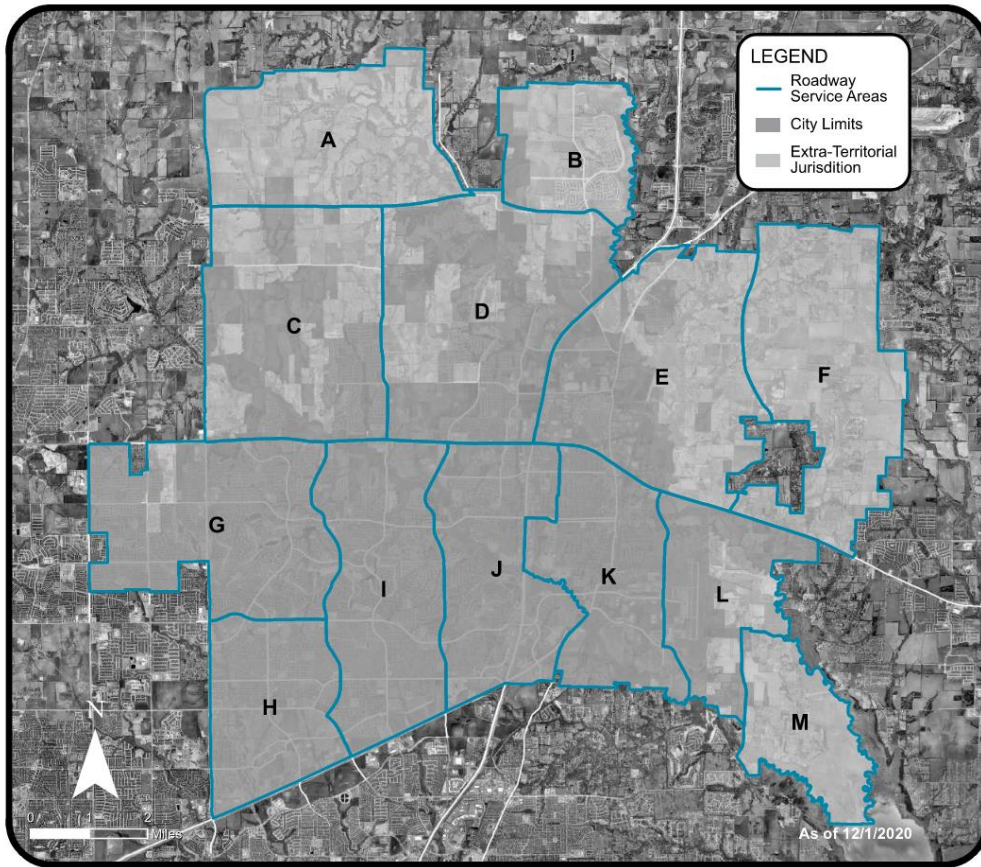 LEGEND
Roadway
Service Areas
City Limits
Extra-Territorial
Jurisdition
A
B
C
D
E
F
G
H
I
J
K
L
M
N
0 1 2
Miles
As of 12/1/2020